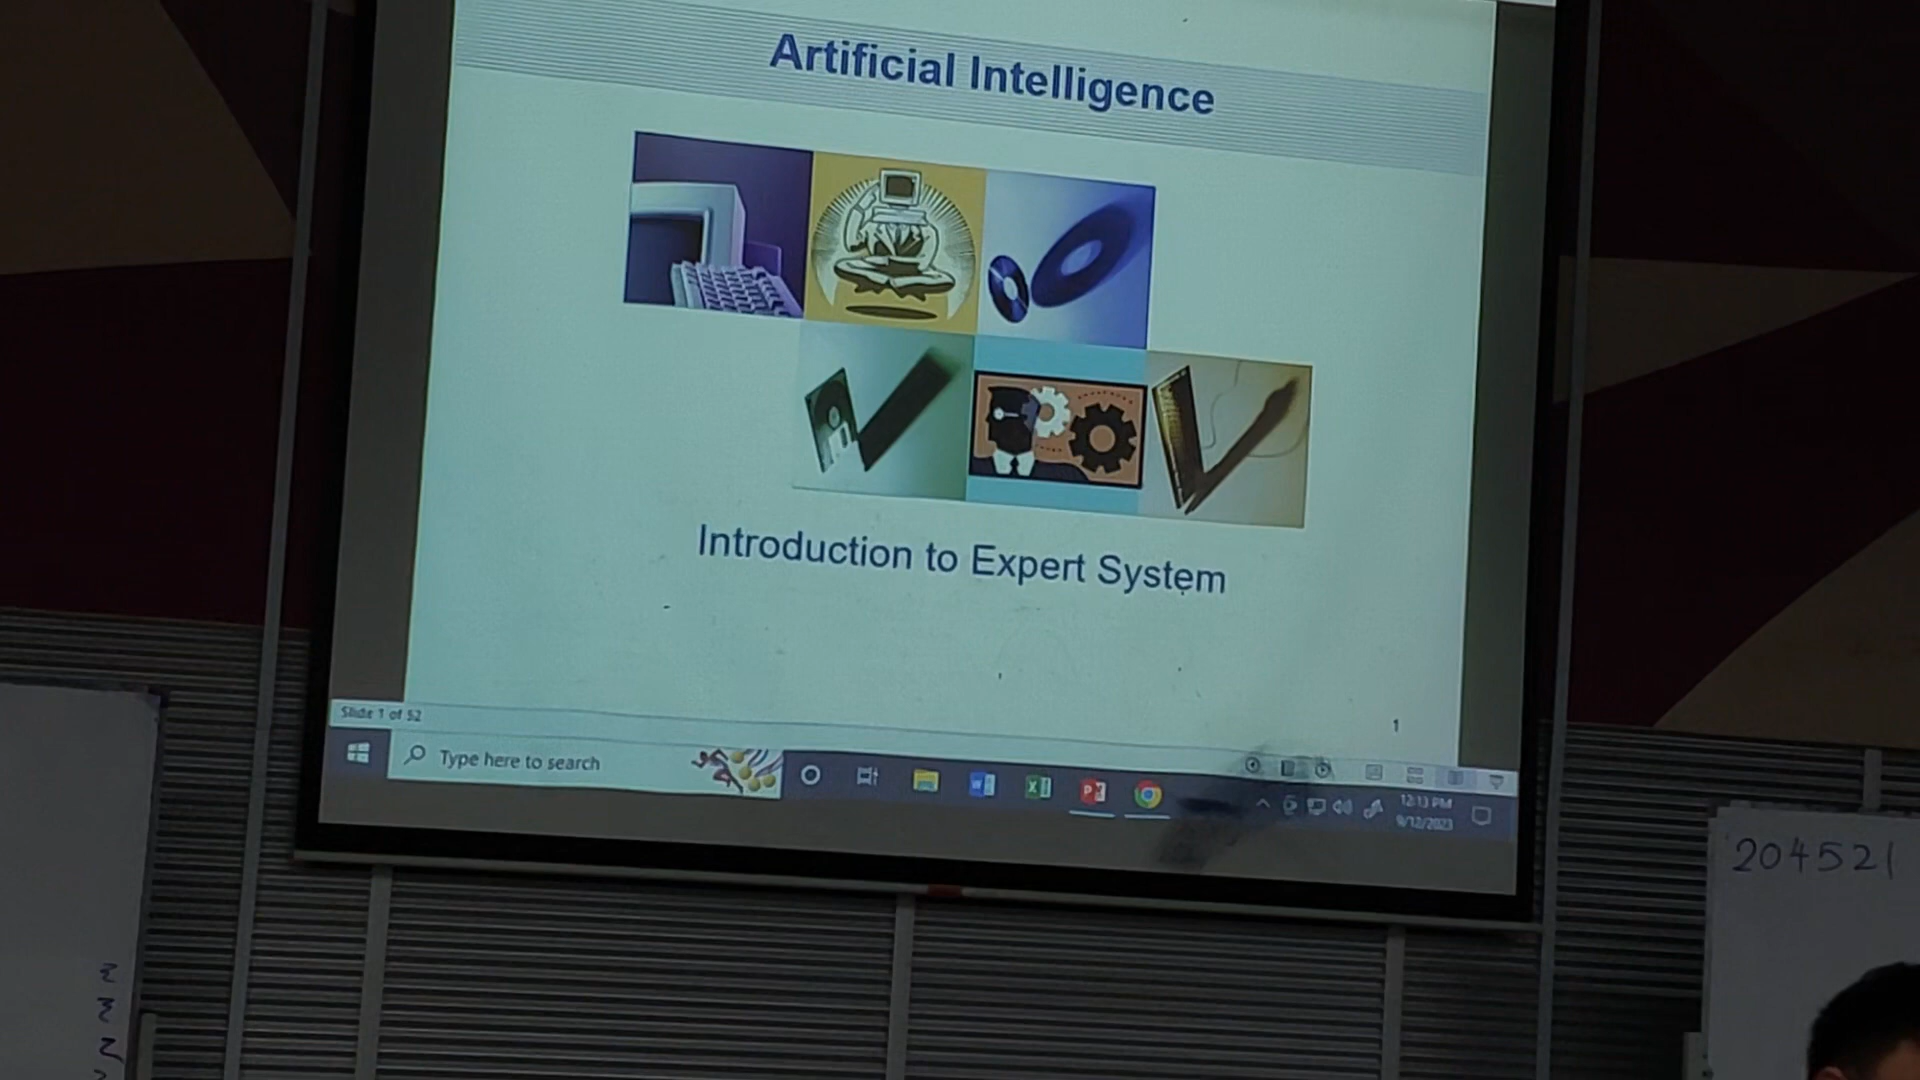 Artificial Intelligence
Introduction to Expert System
1
Slide 1 of 52
Type here to search
12:13 PM
9/12/2023
204521